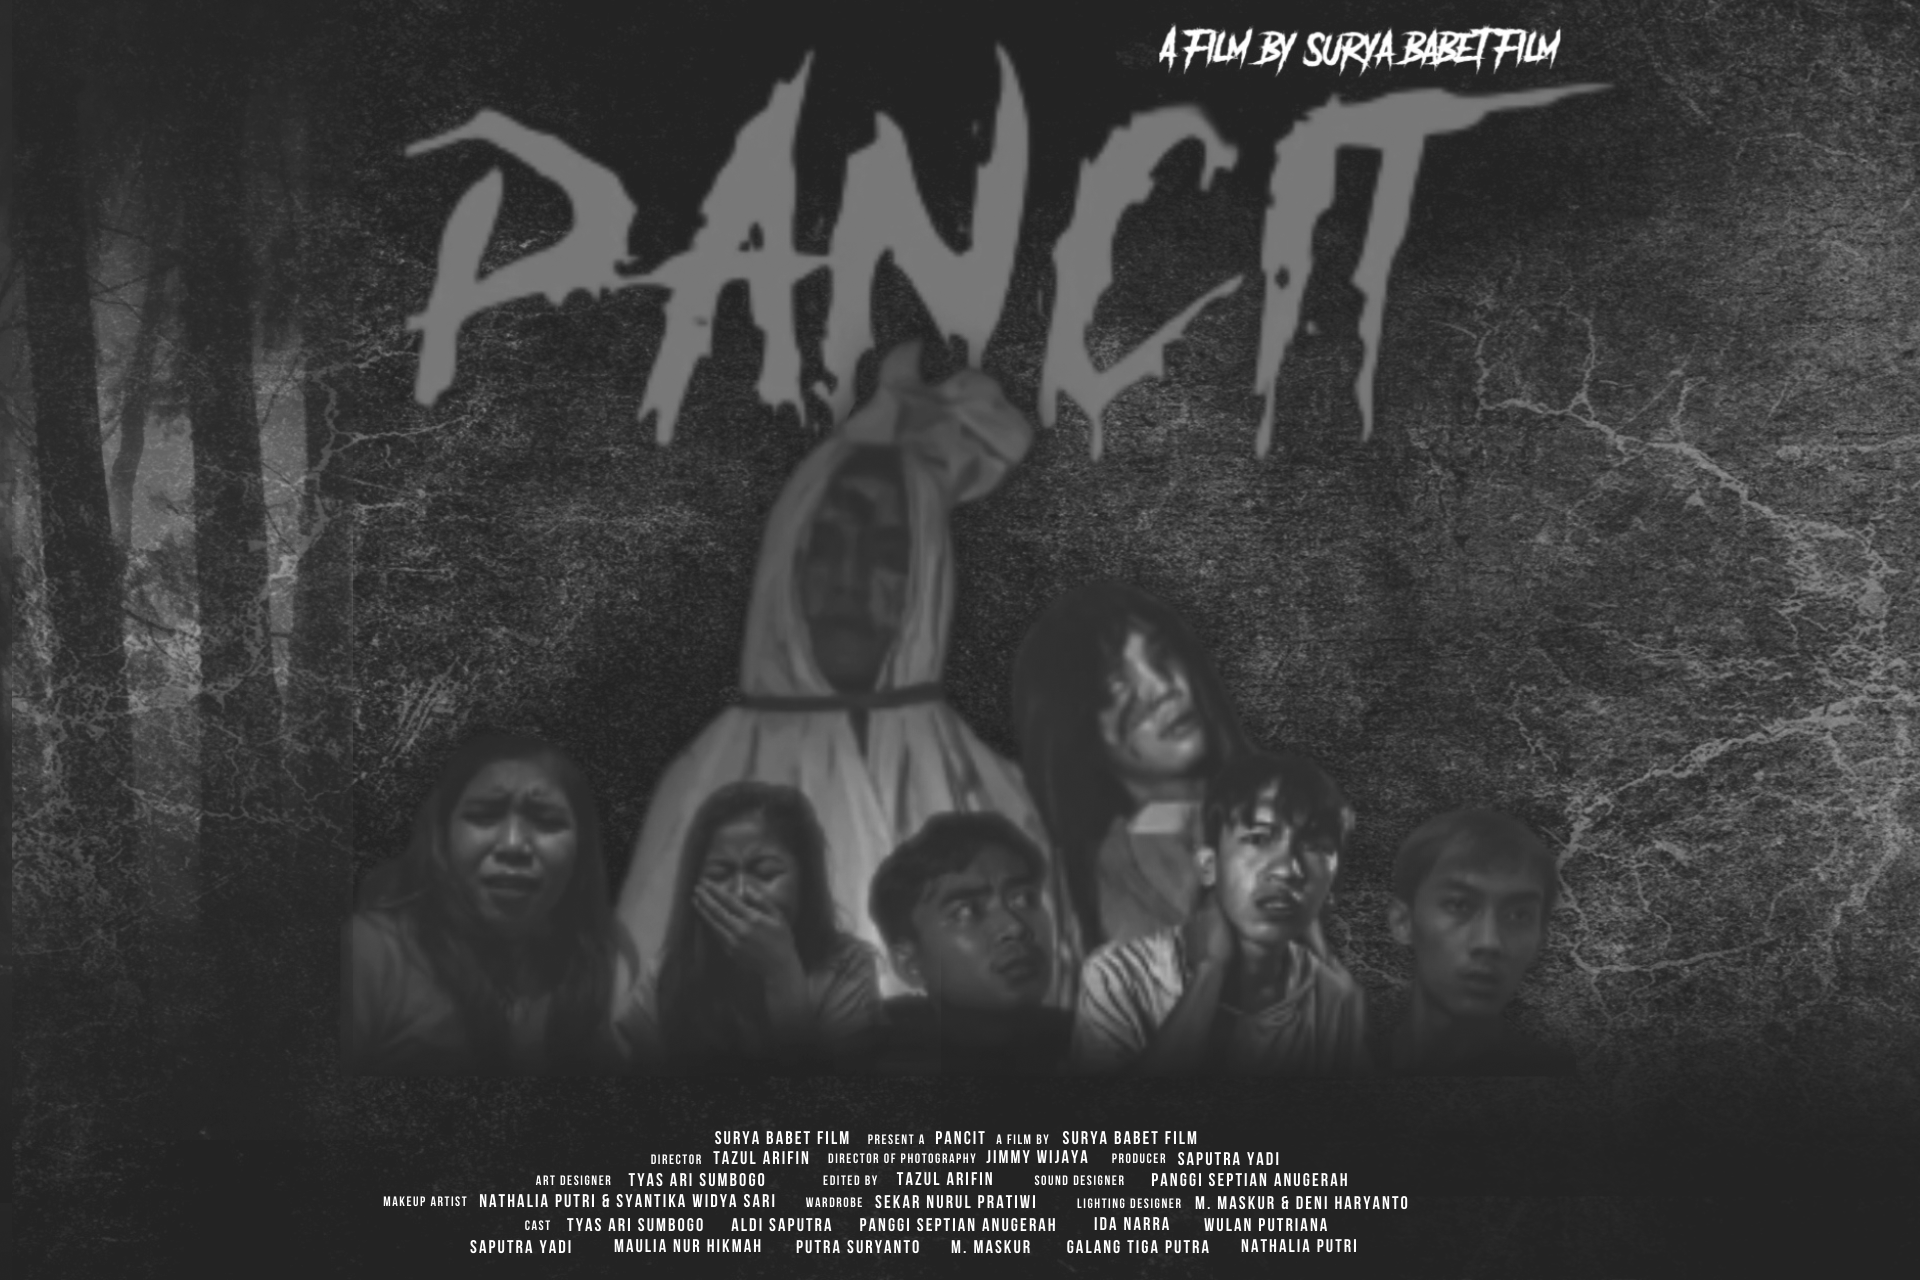 A FILM BY SURYA BABET FILM
PANCIT
SURYA BABET FILM PRESENT A PANCIT A FILM BY SURYA BABET FILM
DIRECTOR TAZUL ARIFIN DIRECTOR OF PHOTOGRAPHY JIMMY WIJAYA PRODUCER SAPUTRA YADI
ART DESIGNER TYAS ARI SUMBOGO EDITED BY TAZUL ARIFIN SOUND DESIGNER PANGGI SEPTIAN ANUGERAH
MAKEUP ARTIST NATHALIA PUTRI & SYANTIKA WIDYA SARI WARDROBE SEKAR NURUL PRATIWI LIGHTING DESIGNER M. MASKUR & DENI HARYANTO
CAST TYAS ARI SUMBOGO ALDI SAPUTRA PANGGI SEPTIAN ANUGERAH IDA NARRA WULAN PUTRIANA
SAPUTRA YADI MAULIA NUR HIKMAH PUTRA SURYANTO M. MASKUR GALANG TIGA PUTRA NATHALIA PUTRI